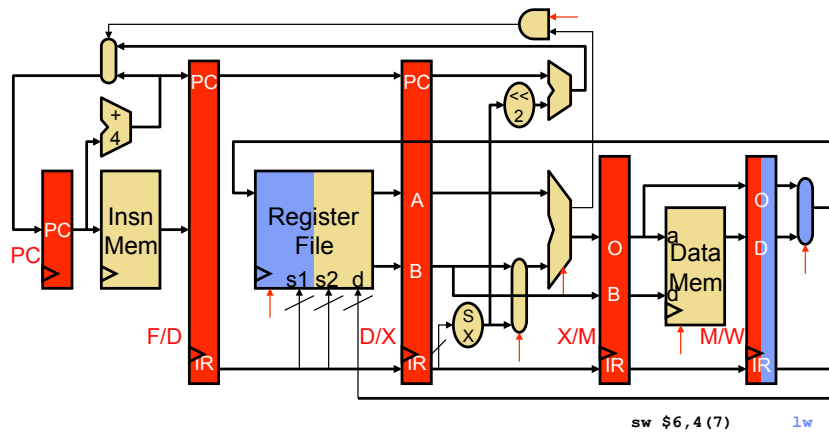 +
4
PC
PC
<<
2
PC
PC
Insn
Mem
Register
File
s1 s2 d
A
B
S
X
O
B
a
Data
Mem
d
O
D
F/D
D/X
X/M
M/W
IR
IR
IR
IR
sw $6,4(7) lw